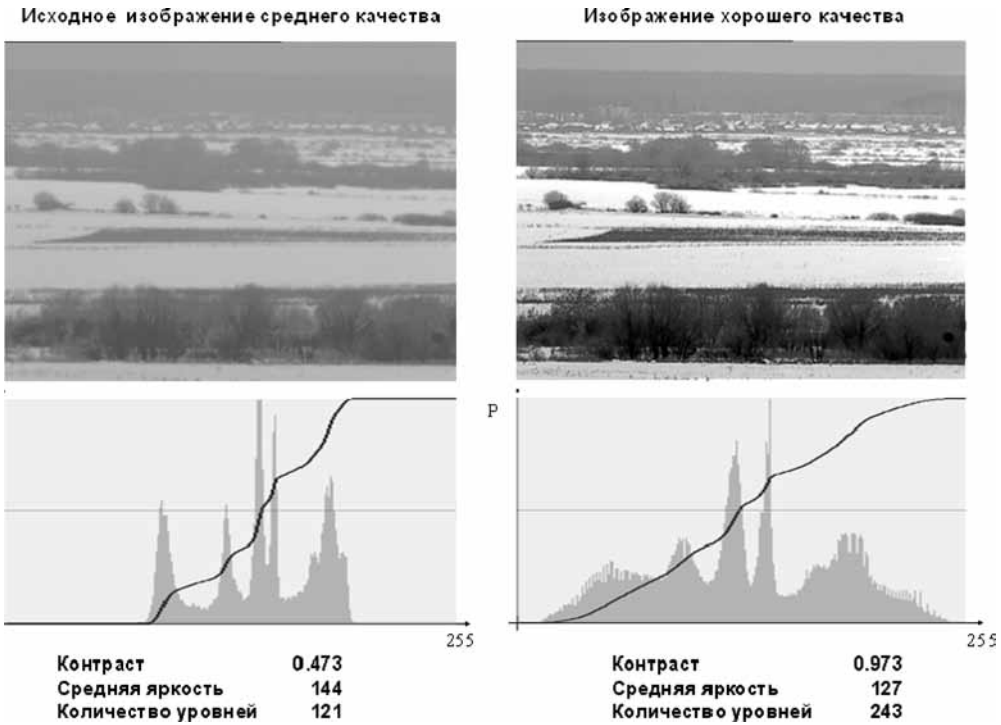 Исходное изображение среднего качества
Изображение хорошего качества
P
255
255
Контраст 0.473
Средняя яркость 144
Количество уровней 121
Контраст 0.973
Средняя яркость 127
Количество уровней 243